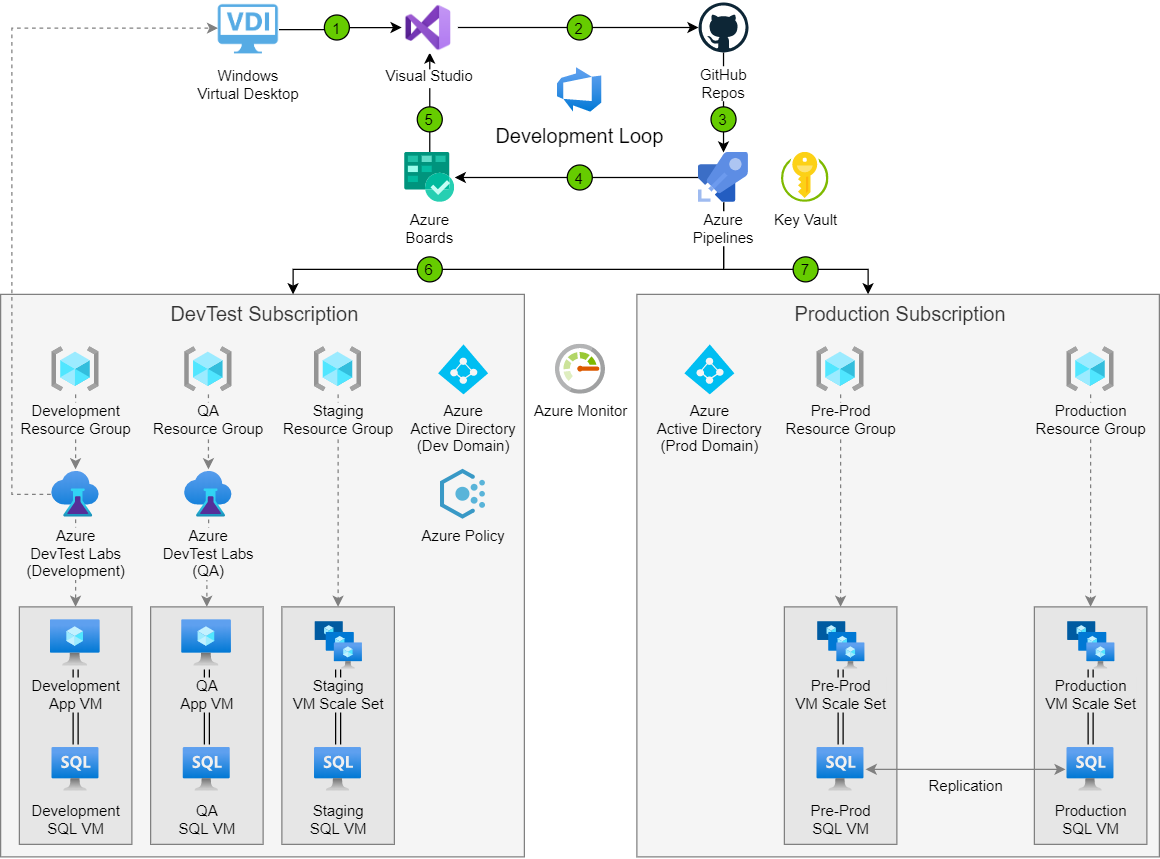 VDI
1
2
Windows
Virtual Desktop
Visual Studio
GitHub
Repos
Development Loop
5
3
4
Azure
Boards
Azure
Pipelines
Key Vault
6
7
DevTest Subscription
Production Subscription
Development
Resource Group
QA
Resource Group
Staging
Resource Group
Azure
Active Directory
(Dev Domain)
Azure Monitor
Azure
Active Directory
(Prod Domain)
Pre-Prod
Resource Group
Production
Resource Group
Azure
DevTest Labs
(Development)
Azure
DevTest Labs
(QA)
Azure Policy
Development
App VM
QA
App VM
Staging
VM Scale Set
Pre-Prod
VM Scale Set
Production
VM Scale Set
SQL
SQL
SQL
SQL
SQL
Replication
Development
SQL VM
QA
SQL VM
Staging
SQL VM
Pre-Prod
SQL VM
Production
SQL VM